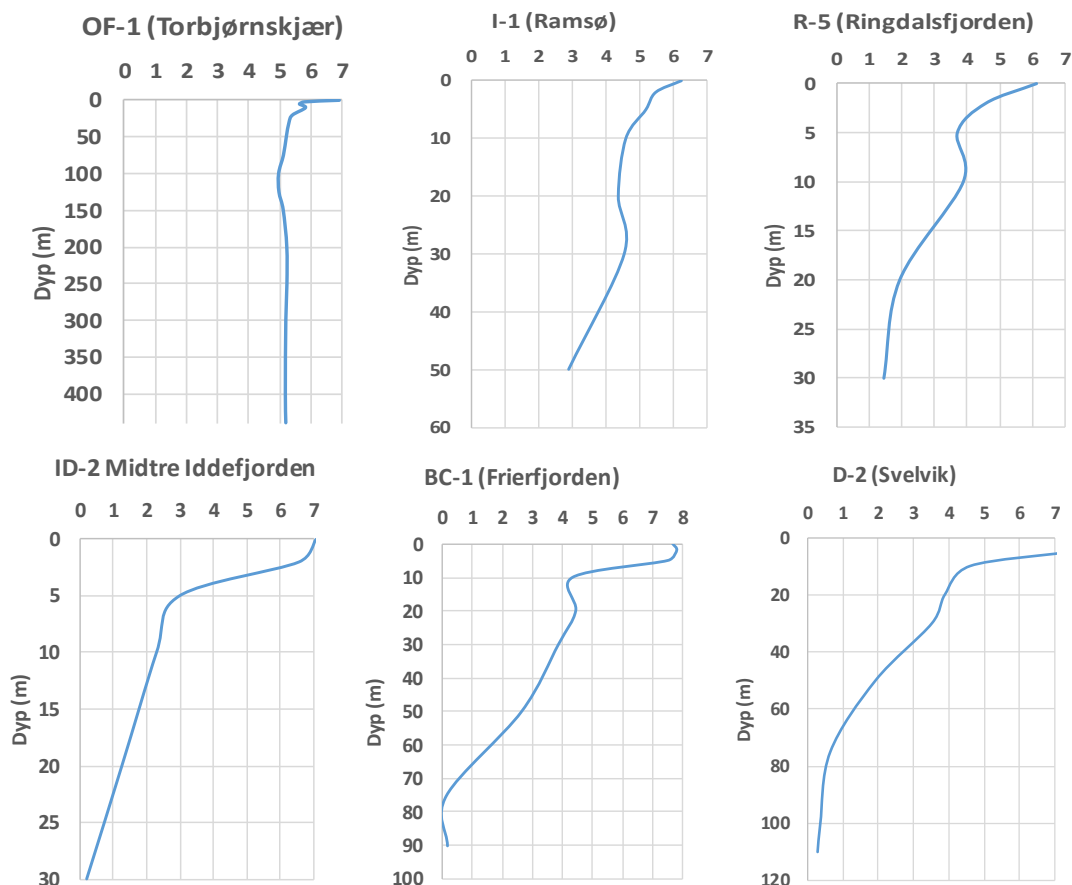 OF-1 (Torbjørnskjær)
0 1 2 3 4 5 6 7
0
50
100
150
200
250
300
350
400
Dyp (m)
I-1 (Ramsø)
0 1 2 3 4 5 6 7
0
10
20
30
40
50
60
Dyp (m)
R-5 (Ringdalsfjorden)
0 1 2 3 4 5 6 7
0
5
10
15
20
25
30
35
Dyp (m)
ID-2 Midtre Iddefjorden
0 1 2 3 4 5 6 7
0
5
10
15
20
25
30
Dyp (m)
BC-1 (Frierfjorden)
0 1 2 3 4 5 6 7 8
0
10
20
30
40
50
60
70
80
90
100
Dyp (m)
D-2 (Svelvik)
0 1 2 3 4 5 6 7
0
20
40
60
80
100
120
Dyp (m)